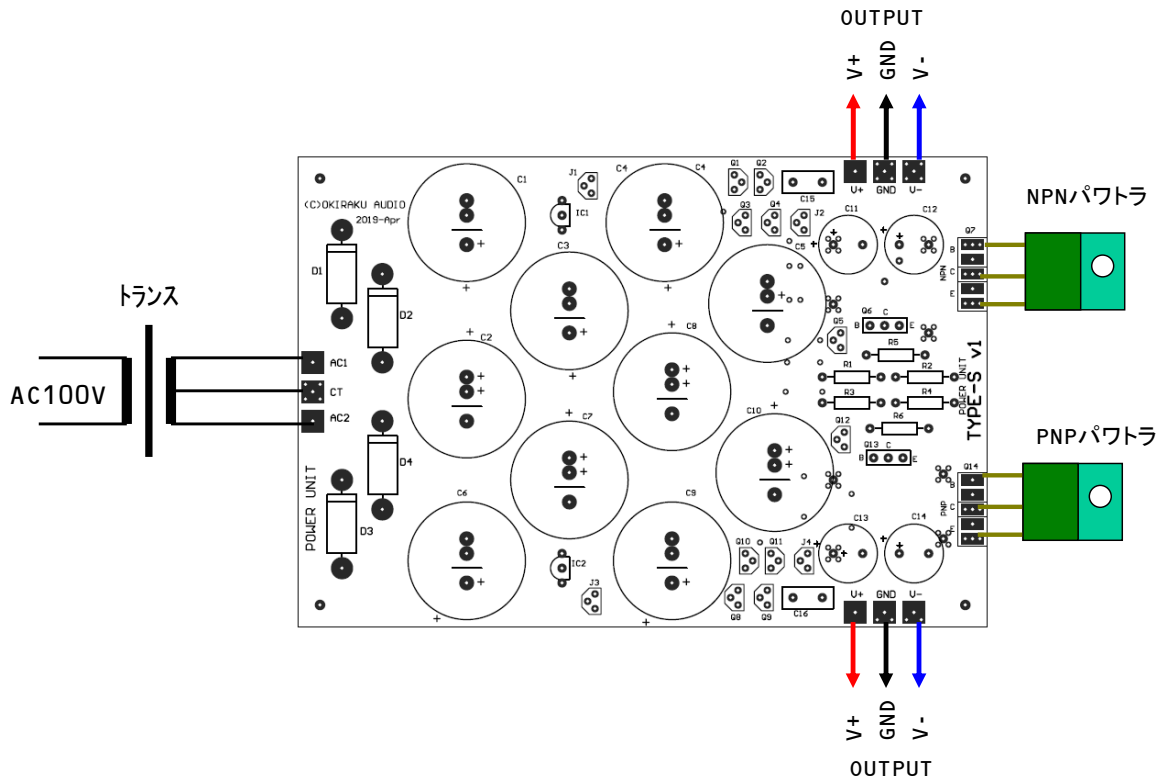 OUTPUT
V+ GND V-
V+ GND V-
(C)OKIRAKU AUDIO
2019-Apr
C1
J1
IC1
C4
C4
Q1
Q2
C15
Q3
Q4
J2
C11
C12
C3
C5
Q7
B
C
E
NPN
NPNパワトラ
D1
D2
トランス
AC100V
AC1
CT
AC2
C2
C8
Q5
Q6
B
C
E
R5
R1
R2
R3
R4
R6
POWER UNIT
TYPE-S v1
C7
C10
Q12
Q13
B
C
E
PNPパワトラ
Q14
B
C
E
PNP
D4
D3
POWER UNIT
C6
C9
C13
C14
IC2
J3
Q10
Q11
J4
Q8
Q9
C16
V+ GND V-
V+ GND V-
OUTPUT